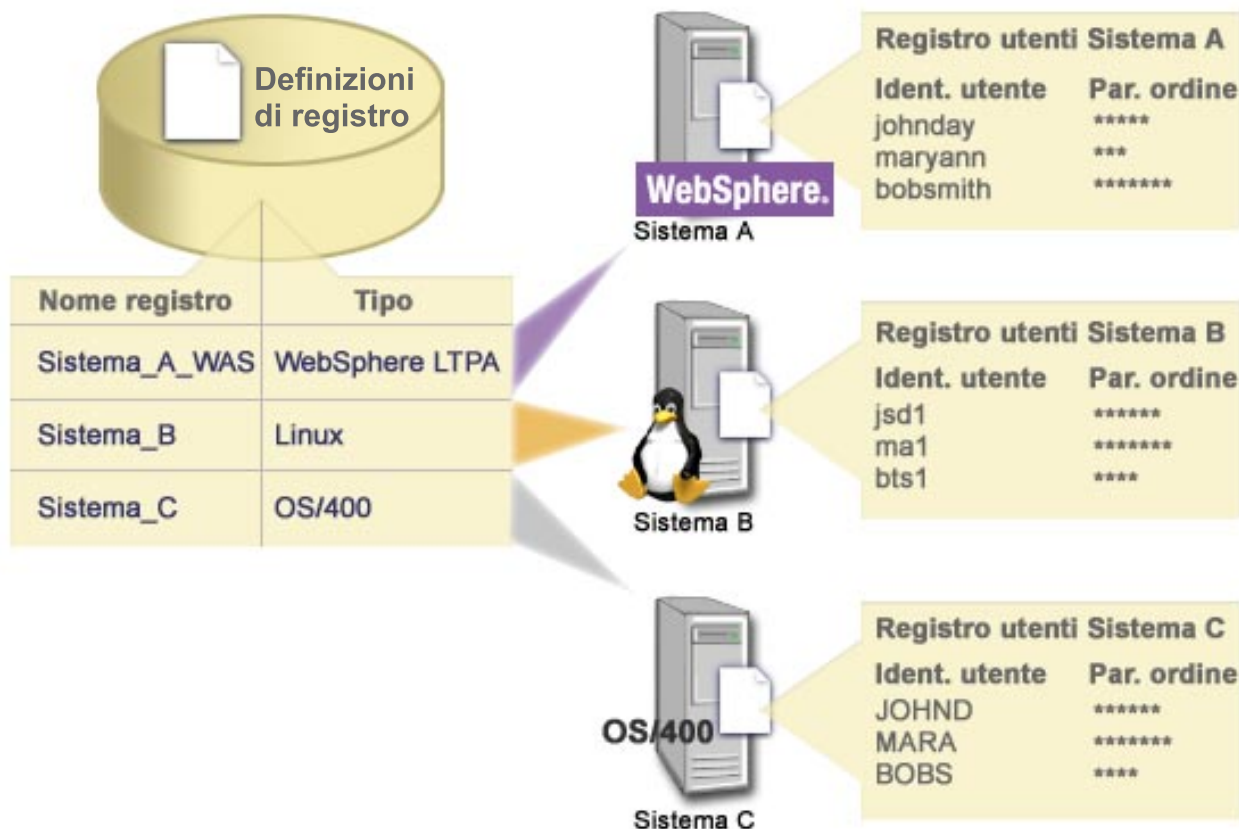 Definizioni
di registro
Nome registro Tipo
Sistema_A_WAS WebSphere LTPA
Sistema_B Linux
Sistema_C OS/400
WebSphere.
Sistema A
Registro utenti Sistema A
Ident. utente Par. ordine
johnday *****
maryann ***
bobsmith *******
Sistema B
Registro utenti Sistema B
Ident. utente Par. ordine
jsd1 ******
ma1 *******
bts1 ****
OS/400
Sistema C
Registro utenti Sistema C
Ident. utente Par. ordine
JOHND ******
MARA *******
BOBS ****